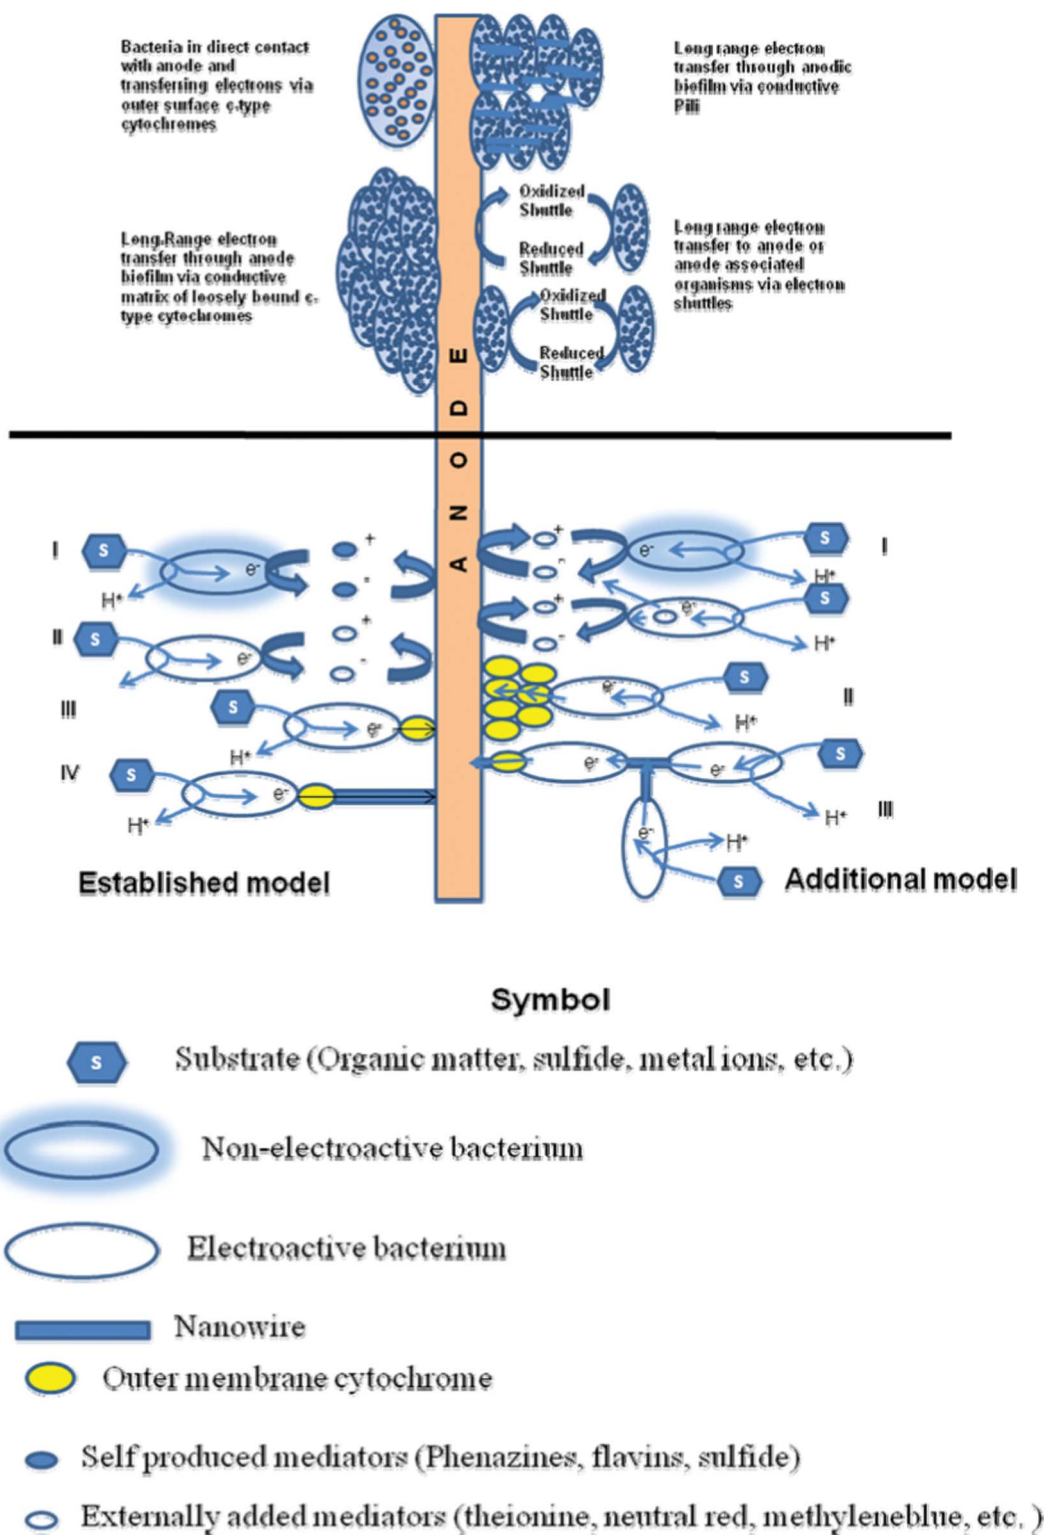 Bacteria in direct contact
with anode and
transferring electrons via
outer surface c-type
cytochromes
Long range electron
transfer through anodic
biofilm via conductive
Pili
Long-Range electron
transfer through anode
biofilm via conductive
matrix of loosely bound c-
type cytochromes
Oxidized
Shuttle
Reduced
Shuttle
Oxidized
Shuttle
Reduced
Shuttle
Long range electron
transfer to anode or
anode associated
organisms via electron
shuttles
ANODE
I
S
e-
H+
+
-
II
S
e-
+
-
III
S
e-
H+
IV
S
e-
H+
+
-
e-
S
H+
I
+
-
e-
S
H+
e-
S
H+
II
e-
e-
S
H+
III
e-
H+
S
Established model
Additional model
Symbol
S
Substrate (Organic matter, sulfide, metal ions, etc.)
Non-electroactive bacterium
Electroactive bacterium
Nanowire
Outer membrane cytochrome
Self produced mediators (Phenazines, flavins, sulfide)
Externally added mediators (theionine, neutral red, methyleneblue, etc. )